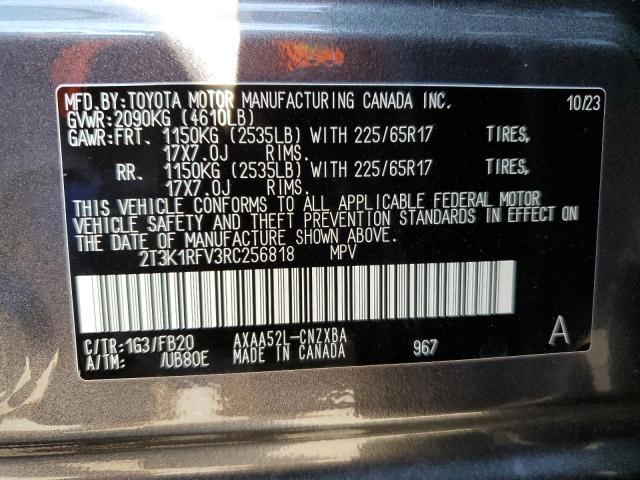 MFD.BY:TOYOTA MOTOR MANUFACTURING CANADA INC. 10/23
GVWR:2090KG (4610LB)
GAWR:FRT. 1150KG (2535LB) WITH 225/65R17 TIRES,
17X7.0J RIMS.
RR. 1150KG (2535LB) WITH 225/65R17 TIRES,
17X7.0J RIMS.
THIS VEHICLE CONFORMS TO ALL APPLICABLE FEDERAL MOTOR
VEHICLE SAFETY AND THEFT PREVENTION STANDARDS IN EFFECT ON
THE DATE OF MANUFACTURE SHOWN ABOVE.
2T3K1RFV3RC256818 MPV
C/TR:1G3/FB20 AXAA52L-CNZXBA A
A/TM: /UB80E MADE IN CANADA 967